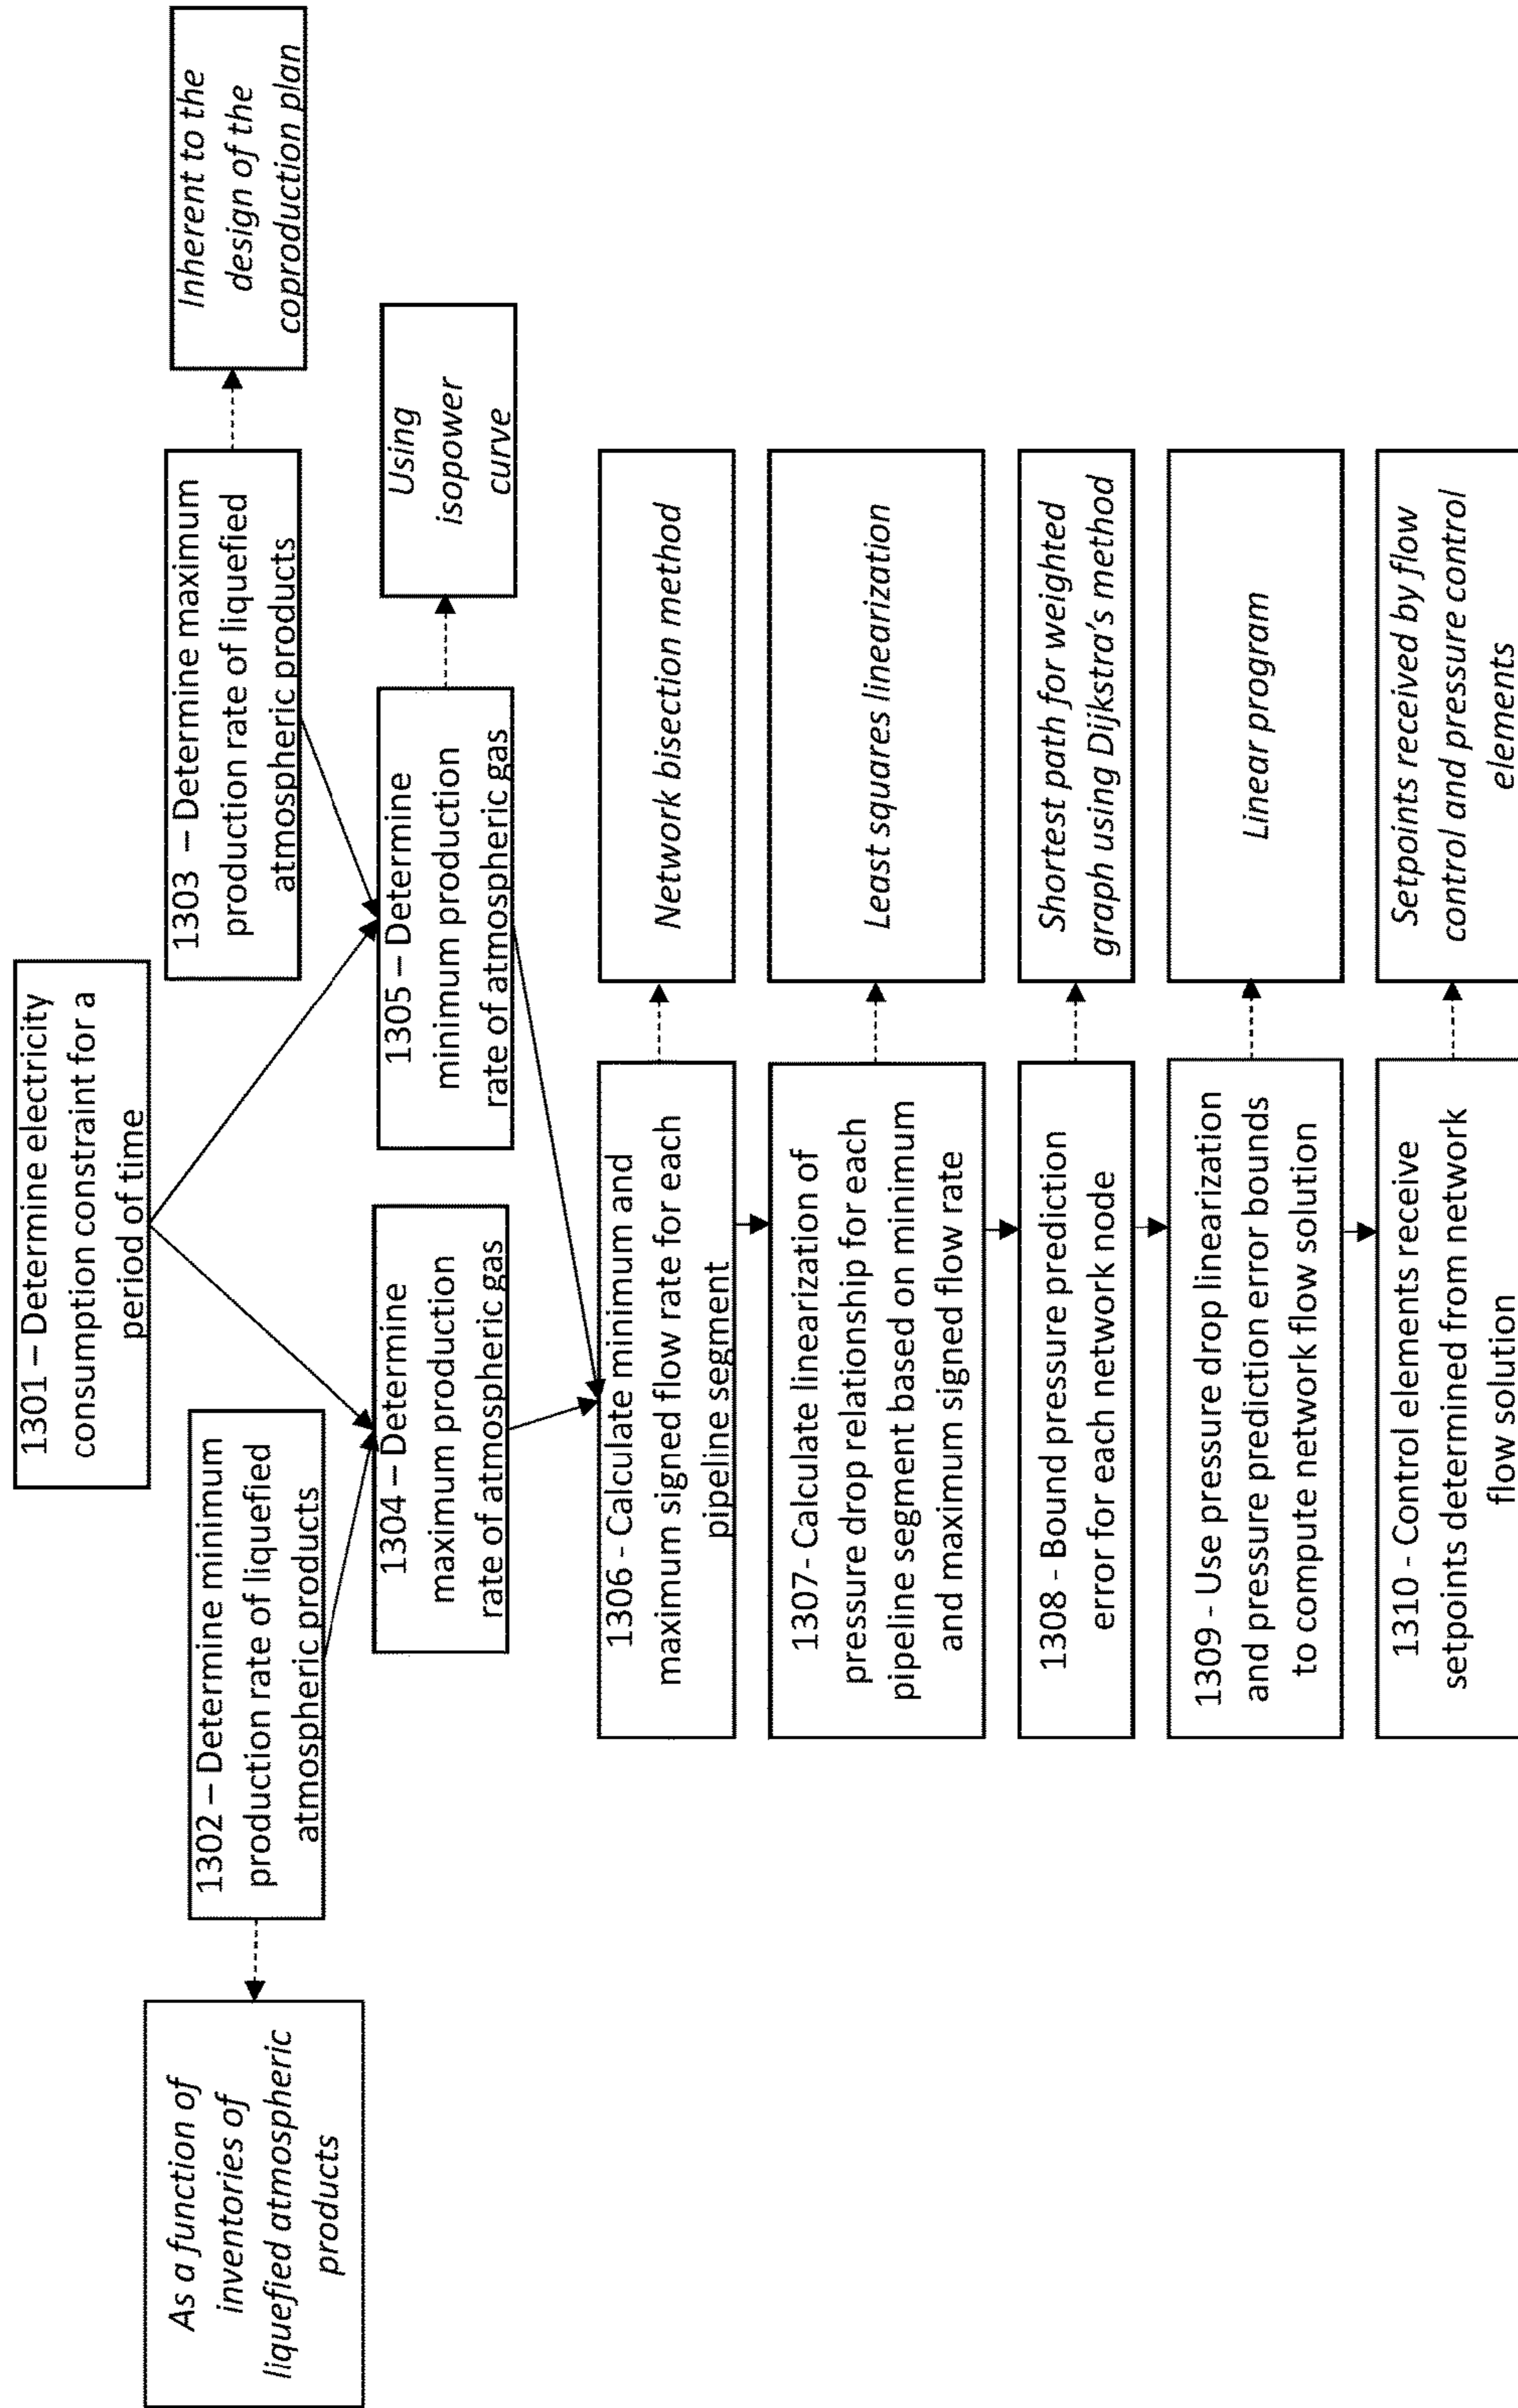 1301 – Determine electricity
consumption constraint for a
period of time
As a function of
inventories of
liquefied atmospheric
products
1302 – Determine minimum
production rate of liquefied
atmospheric products
1303 – Determine maximum
production rate of liquefied
atmospheric products
Inherent to the
design of the
coproduction plan
1304 – Determine
maximum production
rate of atmospheric gas
1305 – Determine
minimum production
rate of atmospheric gas
Using
isopower
curve
1306 - Calculate minimum and
maximum signed flow rate for each
pipeline segment
Network bisection method
1307- Calculate linearization of
pressure drop relationship for each
pipeline segment based on minimum
and maximum signed flow rate
Least squares linearization
1308 - Bound pressure prediction
error for each network node
Shortest path for weighted
graph using Dijkstra's method
1309 - Use pressure drop linearization
and pressure prediction error bounds
to compute network flow solution
Linear program
1310 - Control elements receive
setpoints determined from network
flow solution
Setpoints received by flow
control and pressure control
elements